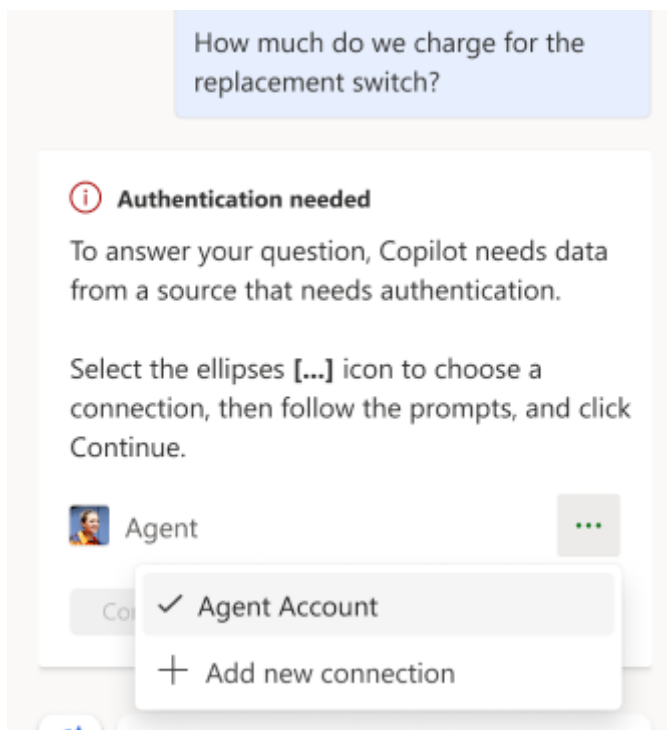 How much do we charge for the
replacement switch?
Authentication needed
To answer your question, Copilot needs data
from a source that needs authentication.
Select the ellipses [...] icon to choose a
connection, then follow the prompts, and click
Continue.
Agent
Agent Account
Add new connection